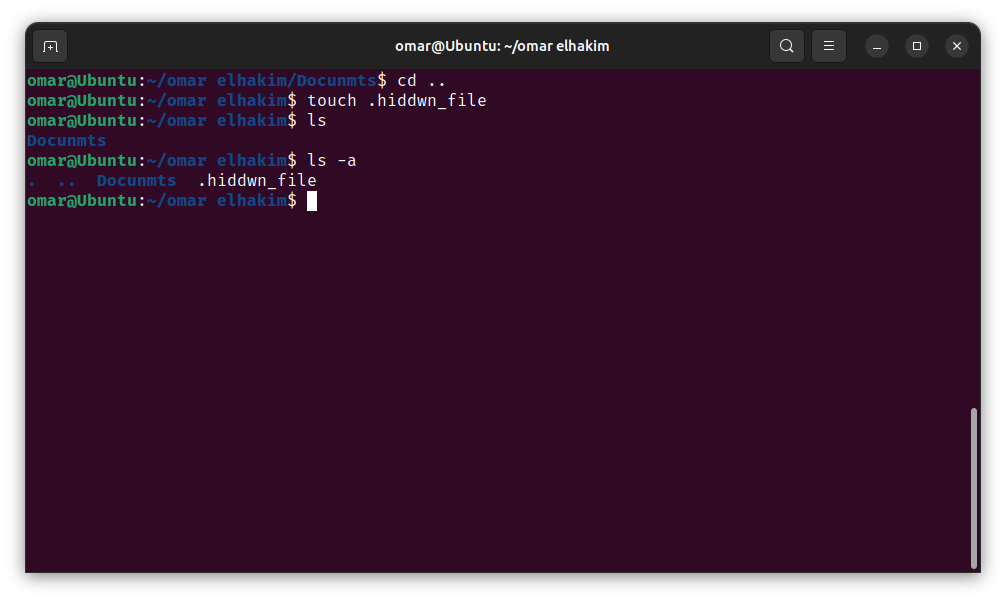 omar@Ubuntu: ~/omar elhakim
omar@Ubuntu:~/omar elhakim/Docunmts$ cd ..
omar@Ubuntu:~/omar elhakim$ touch .hiddwn_file
omar@Ubuntu:~/omar elhakim$ ls
Docunmts
omar@Ubuntu:~/omar elhakim$ ls -a
.  ..  Docunmts  .hiddwn_file
omar@Ubuntu:~/omar elhakim$